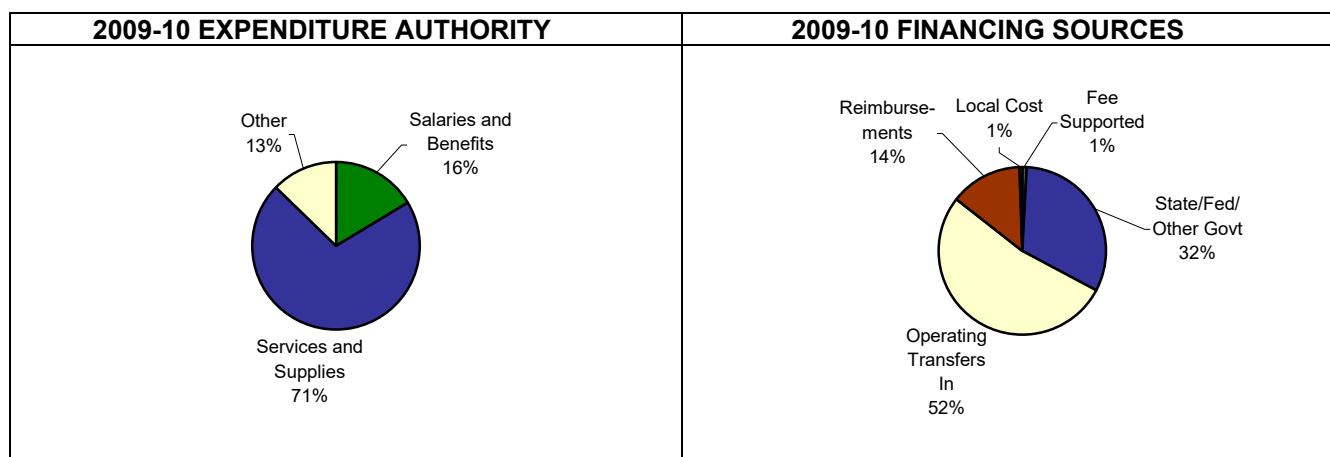 2009-10 EXPENDITURE AUTHORITY
Other
13%
Salaries and
Benefits
16%
Services and
Supplies
71%
2009-10 FINANCING SOURCES
Reimburse-
ments
14%
Local Cost
1%
Fee
Supported
1%
State/Fed/
Other Govt
32%
Operating
Transfers
In
52%